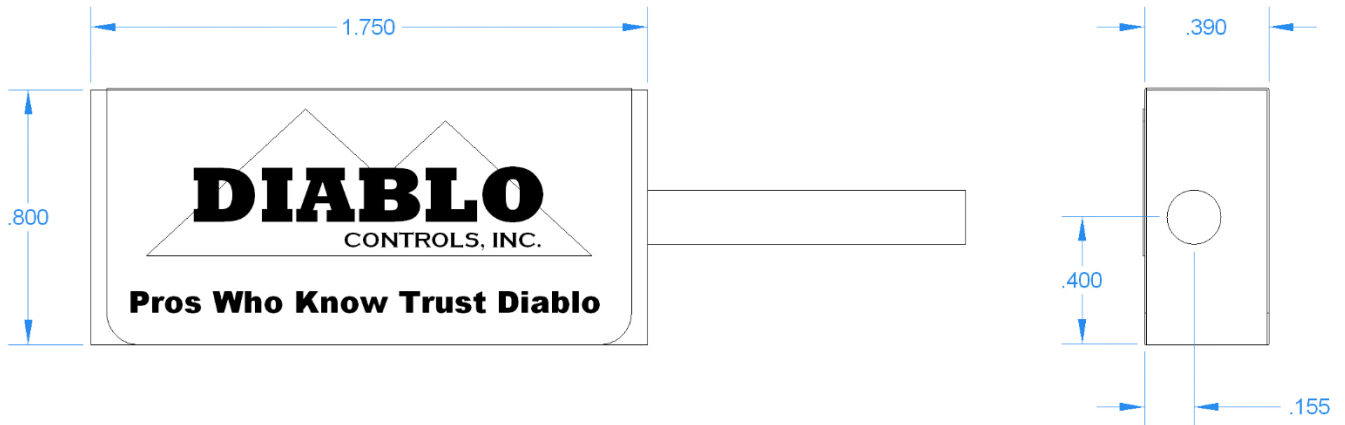 1.750
.390
.800
DIABLO
CONTROLS, INC.
Pros Who Know Trust Diablo
.400
.155